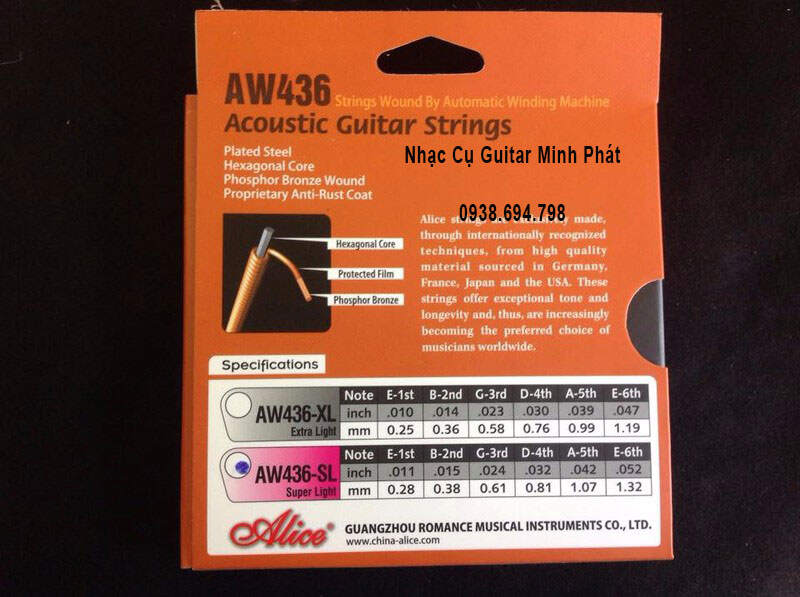 AW436 Strings Wound By Automatic Winding Machine
Acoustic Guitar Strings
Plated Steel
Hexagonal Core
Phosphor Bronze Wound
Proprietary Anti-Rust Coat
Nhạc Cụ Guitar Minh Phát
0938.694.798
Hexagonal Core
Protected Film
Phosphor Bronze
Alice made,
through internationally recognized
techniques, from high quality
material sourced in Germany,
France, Japan and the USA. These
strings offer exceptional tone and
longevity and, thus, are increasingly
becoming the preferred choice of
musicians worldwide.
Specifications
AW436-XL
Extra Light
Note E-1st B-2nd G-3rd D-4th A-5th E-6th
inch .010 .014 .023 .030 .039 .047
mm 0.25 0.36 0.58 0.76 0.99 1.19
AW436-SL
Super Light
Note E-1st B-2nd G-3rd D-4th A-5th E-6th
inch .011 .015 .024 .032 .042 .052
mm 0.28 0.38 0.61 0.81 1.07 1.32
Alice®
GUANGZHOU ROMANCE MUSICAL INSTRUMENTS CO., LTD.
www.china-alice.com